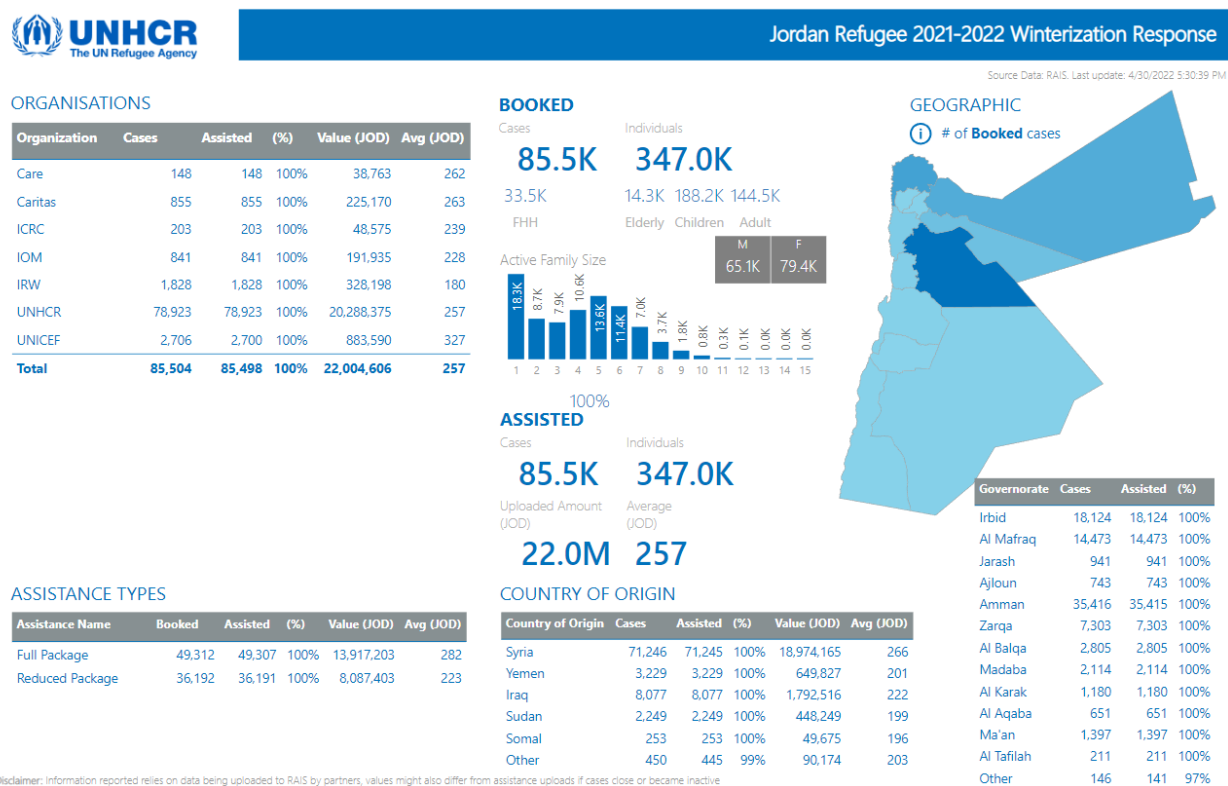 UNHCR
The UN Refugee Agency
Jordan Refugee 2021-2022 Winterization Response
Source Data: RAIS. Last update: 4/30/2022 5:30:39 PM
ORGANISATIONS
Organization Cases Assisted (%) Value (JOD) Avg (JOD)
Care 148 148 100% 38,763 262
Caritas 855 855 100% 225,170 263
ICRC 203 203 100% 48,575 239
IOM 841 841 100% 191,935 228
IRW 1,828 1,828 100% 328,198 180
UNHCR 78,923 78,923 100% 20,288,375 257
UNICEF 2,706 2,700 100% 883,590 327
Total 85,504 85,498 100% 22,004,606 257
BOOKED
Cases Individuals
85.5K 347.0K
33.5K 14.3K 188.2K 144.5K
FHH Elderly Children Adult
M F
65.1K 79.4K
Active Family Size
18.3K 8.7K 7.9K 10.6K 13.6K 11.4K 7.0K 3.7K 1.8K 0.8K 0.3K 0.1K 0.0K 0.0K 0.0K
1 2 3 4 5 6 7 8 9 10 11 12 13 14 15
100%
ASSISTED
Cases Individuals
85.5K 347.0K
Uploaded Amount Average
(JOD) (JOD)
22.0M 257
GEOGRAPHIC
i # of Booked cases
Governorate Cases Assisted (%)
Irbid 18,124 18,124 100%
Al Mafraq 14,473 14,473 100%
Jarash 941 941 100%
Ajloun 743 743 100%
Amman 35,416 35,415 100%
Zarqa 7,303 7,303 100%
Al Balqa 2,805 2,805 100%
Madaba 2,114 2,114 100%
Al Karak 1,180 1,180 100%
Al Aqaba 651 651 100%
Ma'an 1,397 1,397 100%
Al Tafilah 211 211 100%
Other 146 141 97%
ASSISTANCE TYPES
Assistance Name Booked Assisted (%) Value (JOD) Avg (JOD)
Full Package 49,312 49,307 100% 13,917,203 282
Reduced Package 36,192 36,191 100% 8,087,403 223
COUNTRY OF ORIGIN
Country of Origin Cases Assisted (%) Value (JOD) Avg (JOD)
Syria 71,246 71,245 100% 18,974,165 266
Yemen 3,229 3,229 100% 649,827 201
Iraq 8,077 8,077 100% 1,792,516 222
Sudan 2,249 2,249 100% 448,249 199
Somal 253 253 100% 49,675 196
Other 450 445 99% 90,174 203
isclaimer: Information reported relies on data being uploaded to RAIS by partners, values might also differ from assistance uploads if cases close or became inactive